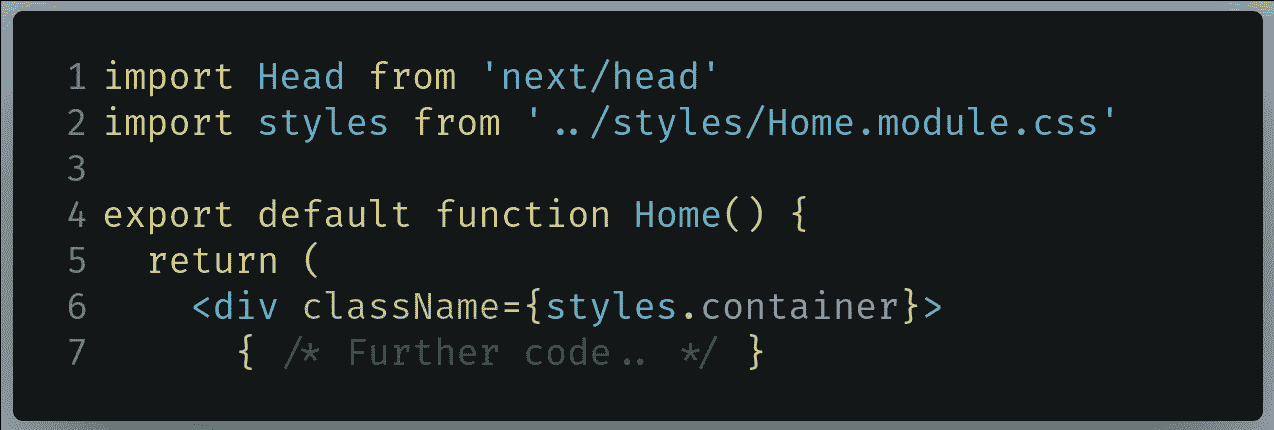 1 import Head from 'next/head'
2 import styles from '../styles/Home.module.css'
3
4 export default function Home() {
5   return (
6     <div className={styles.container}>
7       { /* Further code.. */ }